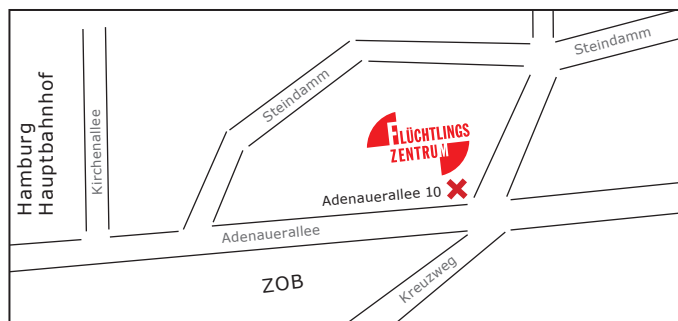 Hamburg
Hauptbahnhof
Kirchenallee
Steindamm
Steindamm
FLÜCHTLINGS
ZENTRUM
Adenauerallee 10
Adenauerallee
ZOB
Kreuzweg